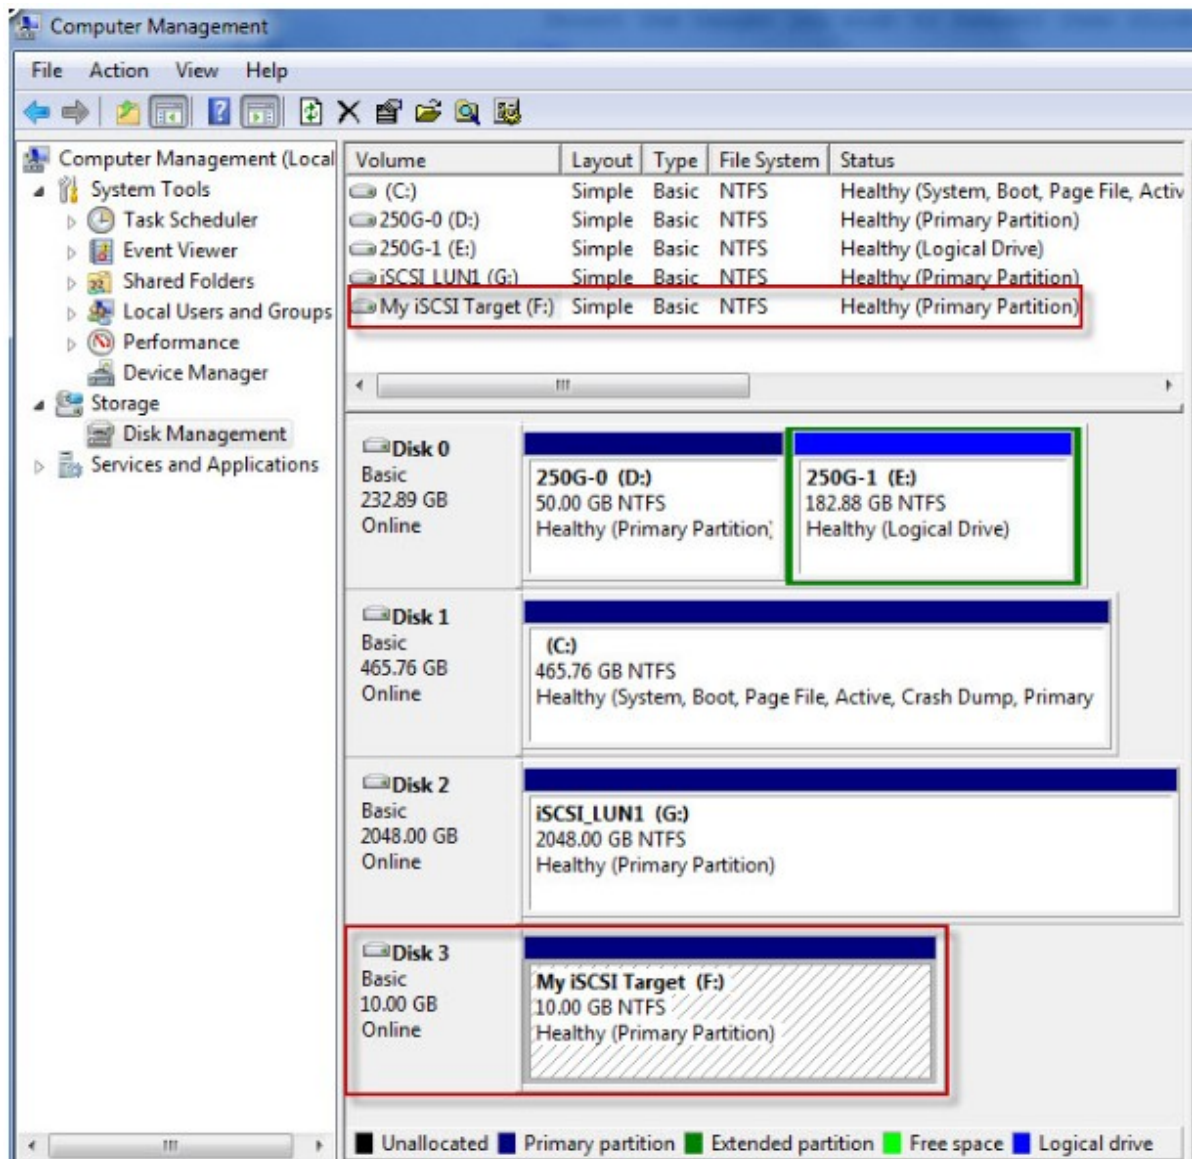 Computer Management
File Action View Help
Computer Management (Local
System Tools
Task Scheduler
Event Viewer
Shared Folders
Local Users and Groups
Performance
Device Manager
Storage
Disk Management
Services and Applications
Volume Layout Type File System Status
(C:) Simple Basic NTFS Healthy (System, Boot, Page File, Activ
250G-0 (D:) Simple Basic NTFS Healthy (Primary Partition)
250G-1 (E:) Simple Basic NTFS Healthy (Logical Drive)
iSCSI_LUN1 (G:) Simple Basic NTFS Healthy (Primary Partition)
My iSCSI Target (F:) Simple Basic NTFS Healthy (Primary Partition)
Disk 0
Basic
232.89 GB
Online
250G-0 (D:)
50.00 GB NTFS
Healthy (Primary Partition)
250G-1 (E:)
182.88 GB NTFS
Healthy (Logical Drive)
Disk 1
Basic
465.76 GB
Online
(C:)
465.76 GB NTFS
Healthy (System, Boot, Page File, Active, Crash Dump, Primary
Disk 2
Basic
2048.00 GB
Online
iSCSI_LUN1 (G:)
2048.00 GB NTFS
Healthy (Primary Partition)
Disk 3
Basic
10.00 GB
Online
My iSCSI Target (F:)
10.00 GB NTFS
Healthy (Primary Partition)
Unallocated Primary partition Extended partition Free space Logical drive